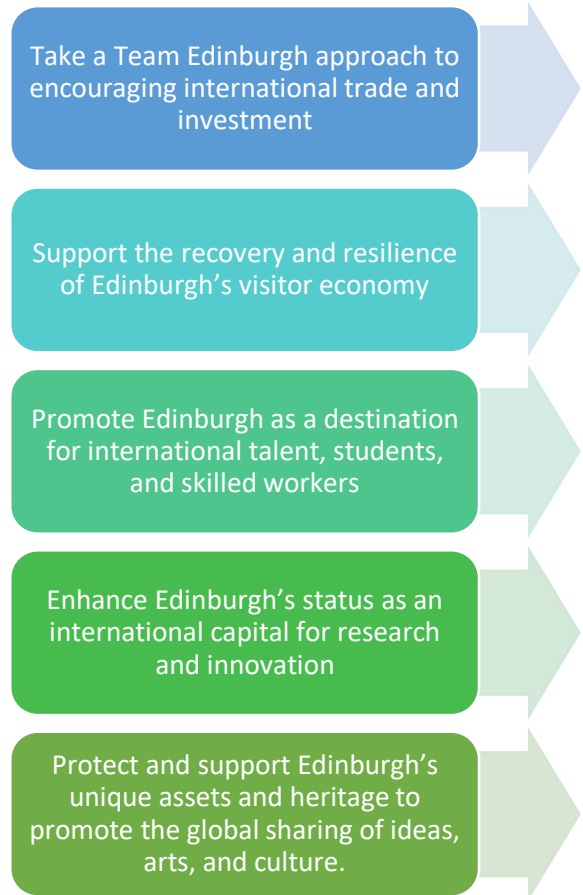 Take a Team Edinburgh approach to
encouraging international trade and
investment
Support the recovery and resilience
of Edinburgh’s visitor economy
Promote Edinburgh as a destination
for international talent, students,
and skilled workers
Enhance Edinburgh’s status as an
international capital for research
and innovation
Protect and support Edinburgh’s
unique assets and heritage to
promote the global sharing of ideas,
arts, and culture.